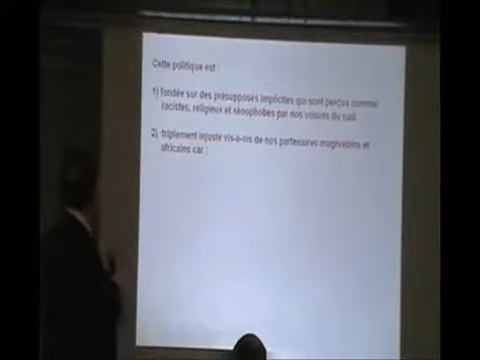 Cette politique est :
1) fondée sur des présupposés implicites qui sont perçus comme
racistes, religieux et xénophobes par nos voisins du sud.
2) triplement injuste vis-à-vis de nos partenaires maghrébins et
africains car :